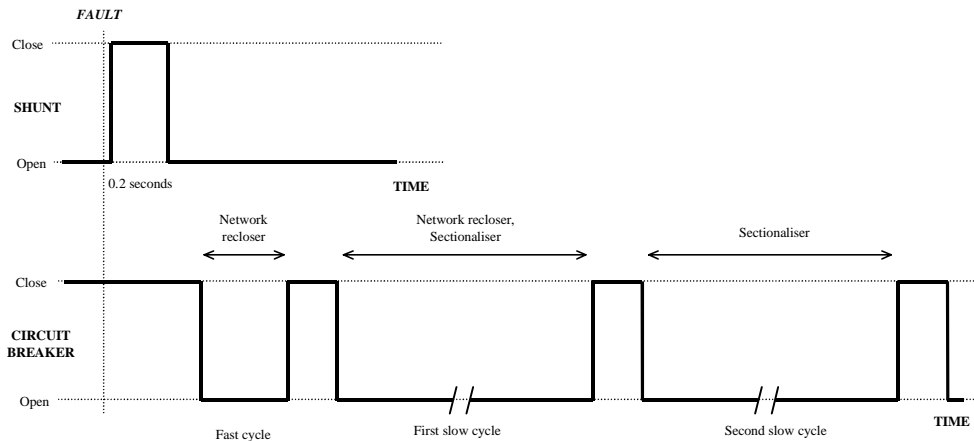 FAULT
Close
SHUNT
Open
0.2 seconds
TIME
Network
recloser
Network recloser,
Sectionaliser
Sectionaliser
Close
CIRCUIT
BREAKER
Open
TIME
Fast cycle
First slow cycle
Second slow cycle